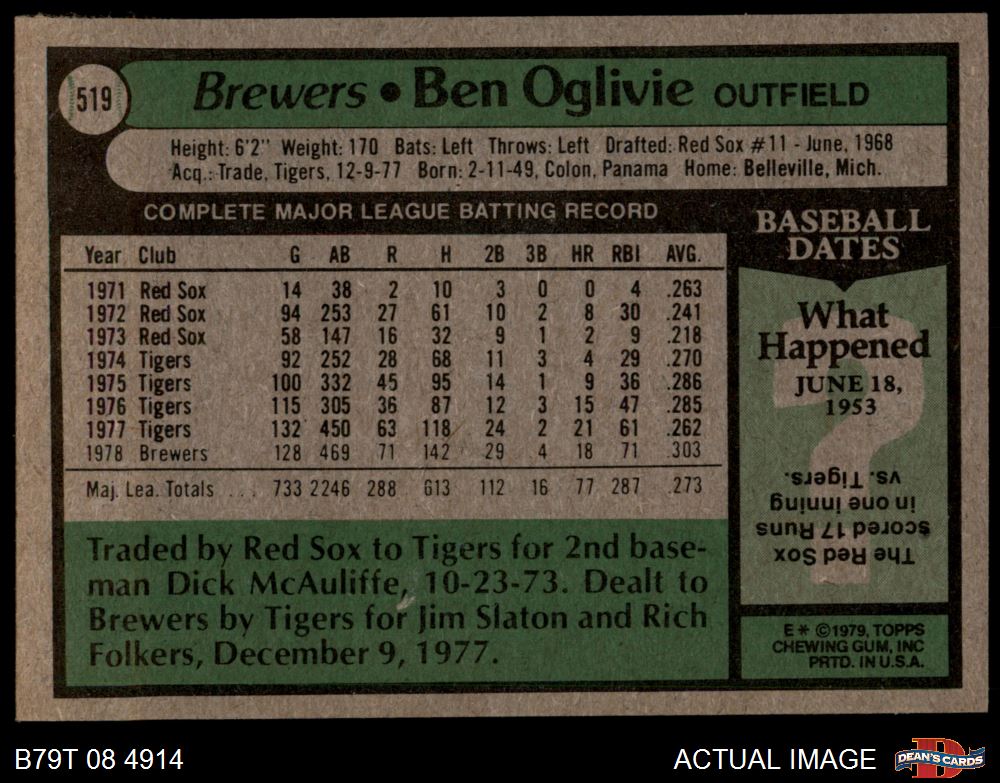 519
Brewers • Ben Oglivie OUTFIELD
Height: 6'2" Weight: 170 Bats: Left Throws: Left Drafted: Red Sox #11 - June, 1968
Acq.: Trade, Tigers, 12-9-77 Born: 2-11-49, Colon, Panama Home: Belleville, Mich.
COMPLETE MAJOR LEAGUE BATTING RECORD
Year Club G AB R H 2B 3B HR RBI AVG.
1971 Red Sox 14 38 2 10 3 0 0 4 .263
1972 Red Sox 94 253 27 61 10 2 8 30 .241
1973 Red Sox 58 147 16 32 9 1 2 9 .218
1974 Tigers 92 252 28 68 11 3 4 29 .270
1975 Tigers 100 332 45 95 14 1 9 36 .286
1976 Tigers 115 305 36 87 12 3 15 47 .285
1977 Tigers 132 450 63 118 24 2 21 61 .262
1978 Brewers 128 469 71 142 29 4 18 71 .303
Maj. Lea. Totals ... 733 2246 288 613 112 16 77 287 .273
Traded by Red Sox to Tigers for 2nd base-
man Dick McAuliffe, 10-23-73. Dealt to
Brewers by Tigers for Jim Slaton and Rich
Folkers, December 9, 1977.
BASEBALL
DATES
What
Happened
JUNE 18,
1953
?
The Red Sox
scored 17 Runs
in one inning
vs. Tigers.
E * ©1979, TOPPS
CHEWING GUM, INC
PRTD. IN U.S.A.
B79T 08 4914
ACTUAL IMAGE
D
DEAN'S CARDS